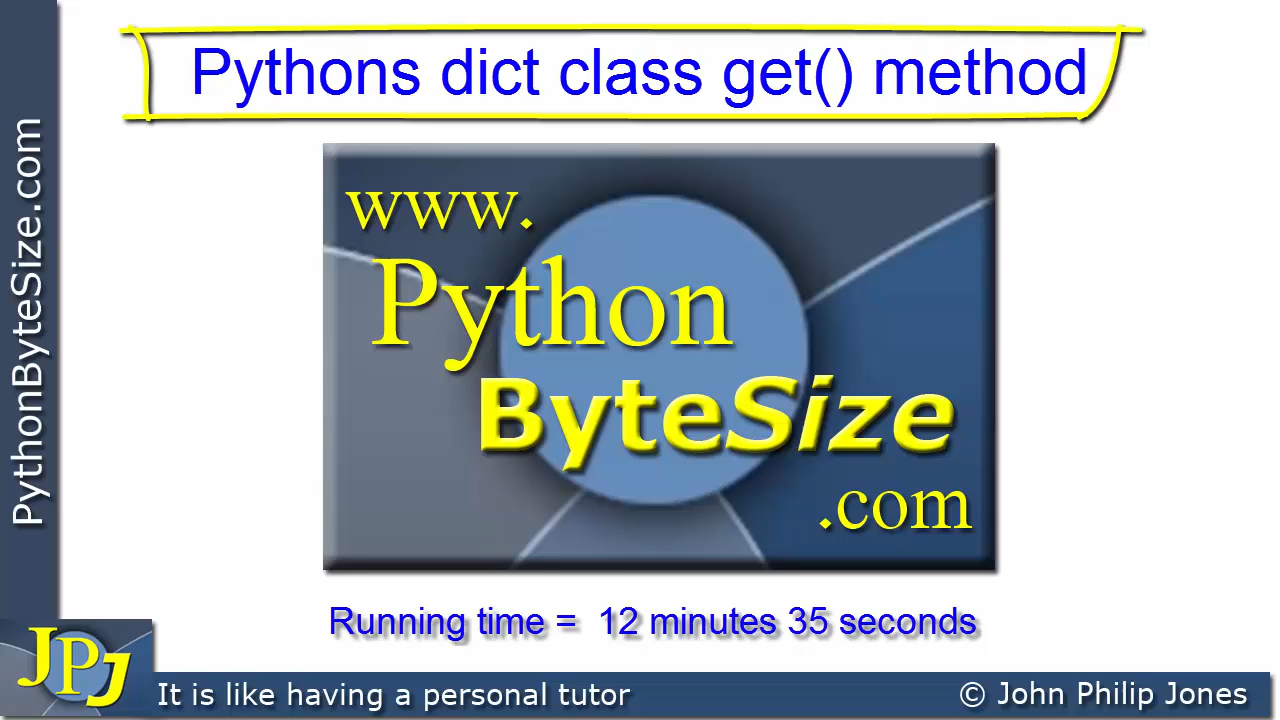 Pythons dict class get() method
www.
Python
ByteSize
.com
Running time = 12 minutes 35 seconds
PythonByteSize.com
JPJ
It is like having a personal tutor
© John Philip Jones